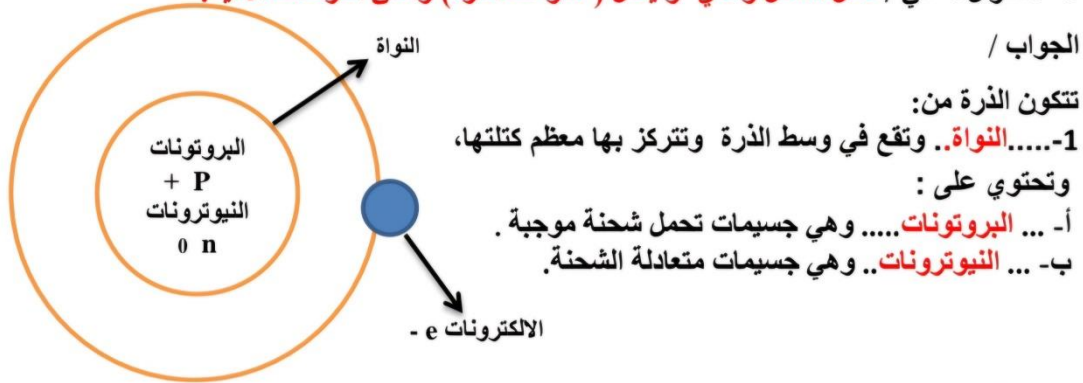 الجواب /
تتكون الذرة من:
1-.....النواة.. وتقع في وسط الذرة وتتركز بها معظم كتلتها،
وتحتوي على :
أ- ... البروتونات..... وهي جسيمات تحمل شحنة موجبة .
ب- ... النيوترونات.. وهي جسيمات متعادلة الشحنة.
النواة
البروتونات
+ P
النيوترونات
0 n
الالكترونات e -